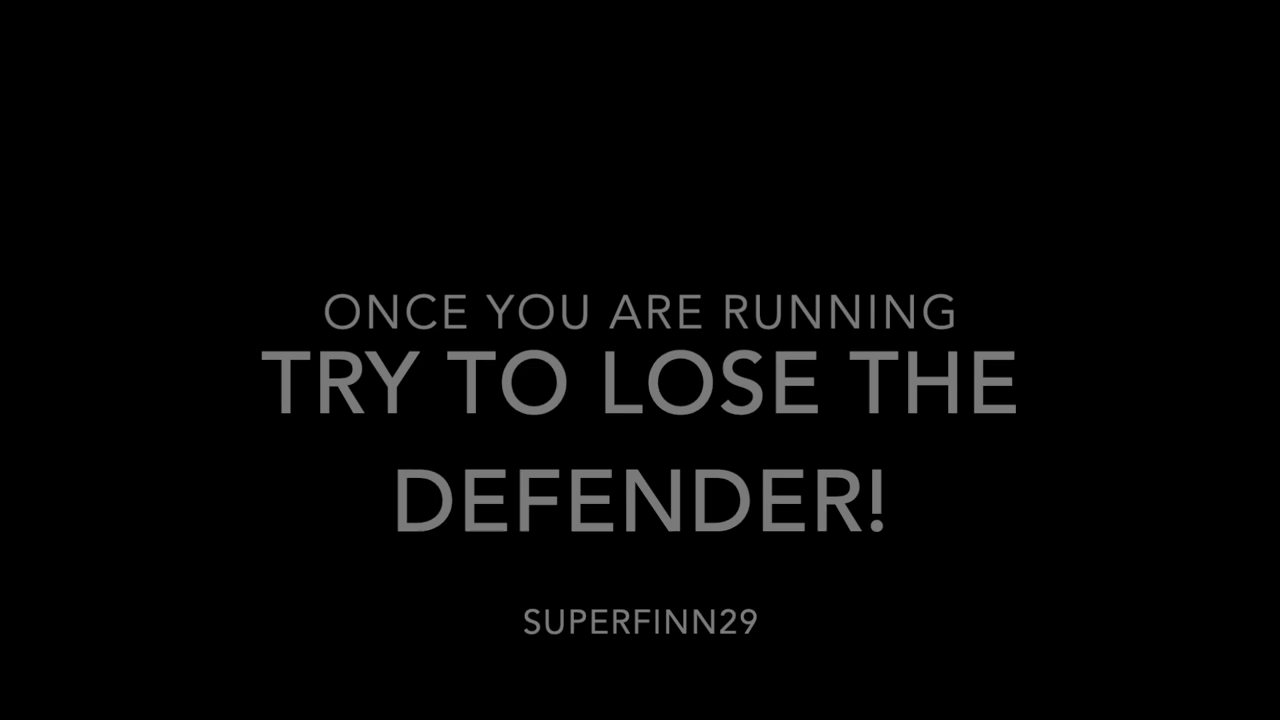 ONCE YOU ARE RUNNING
TRY TO LOSE THE
DEFENDER!
SUPERFINN29